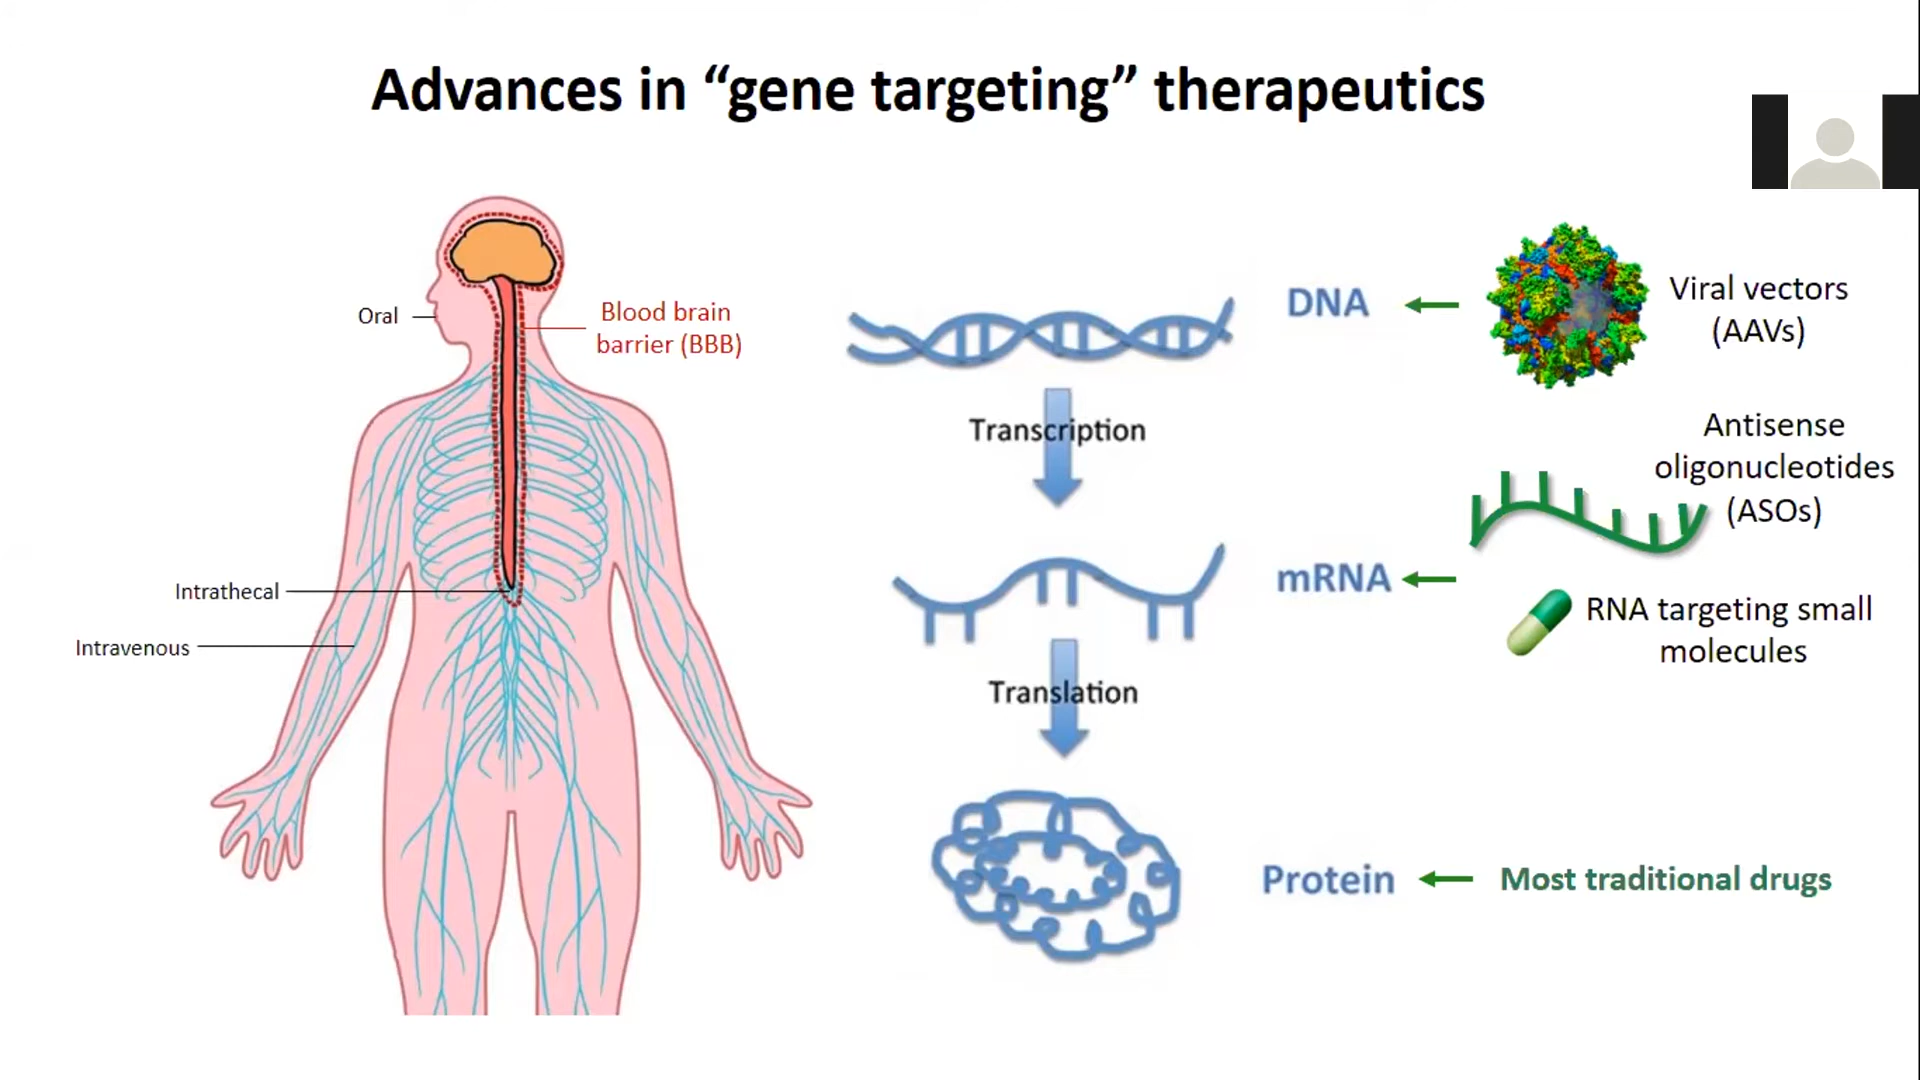 Advances in “gene targeting” therapeutics
Oral
Blood brain
barrier (BBB)
Intrathecal
Intravenous
DNA
Viral vectors
(AAVs)
Transcription
Antisense
oligonucleotides
(ASOs)
mRNA
RNA targeting small
molecules
Translation
Protein
Most traditional drugs